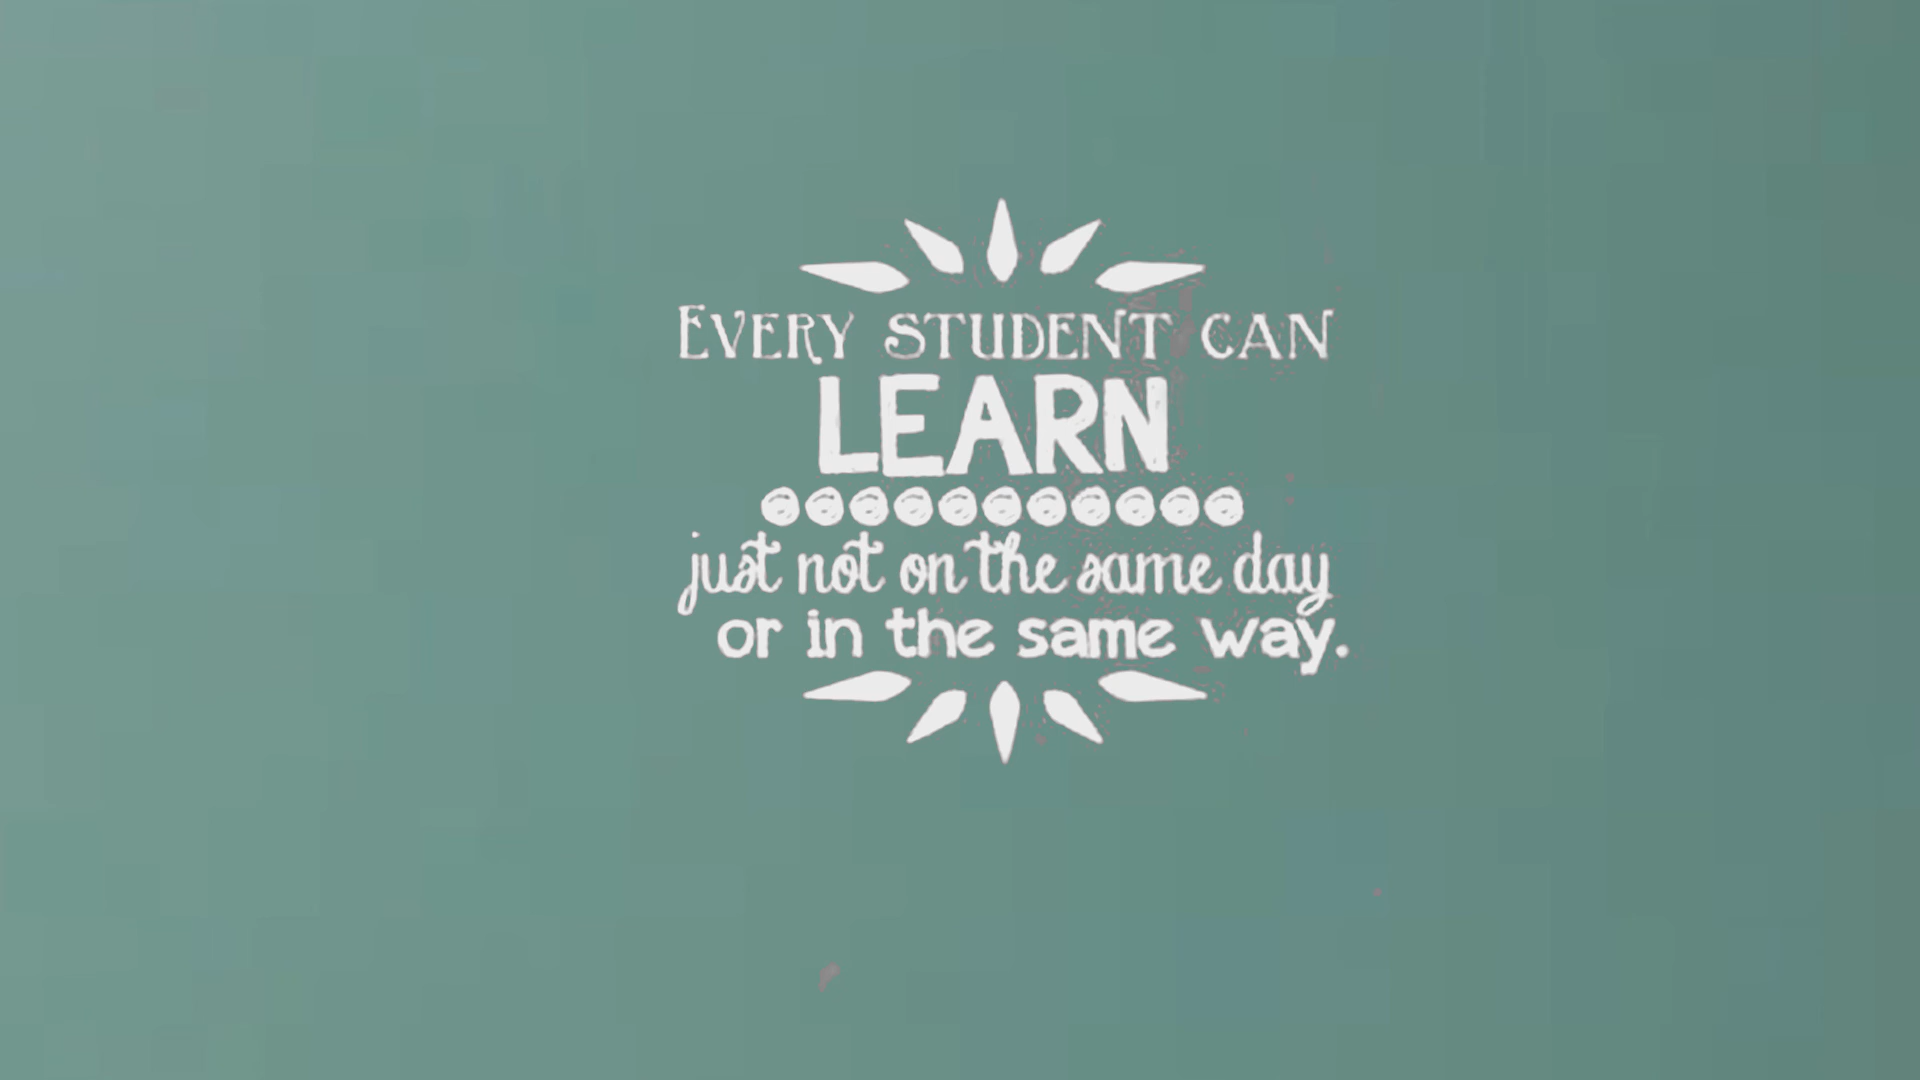 EVERY STUDENT CAN
LEARN
just not on the same day
or in the same way.